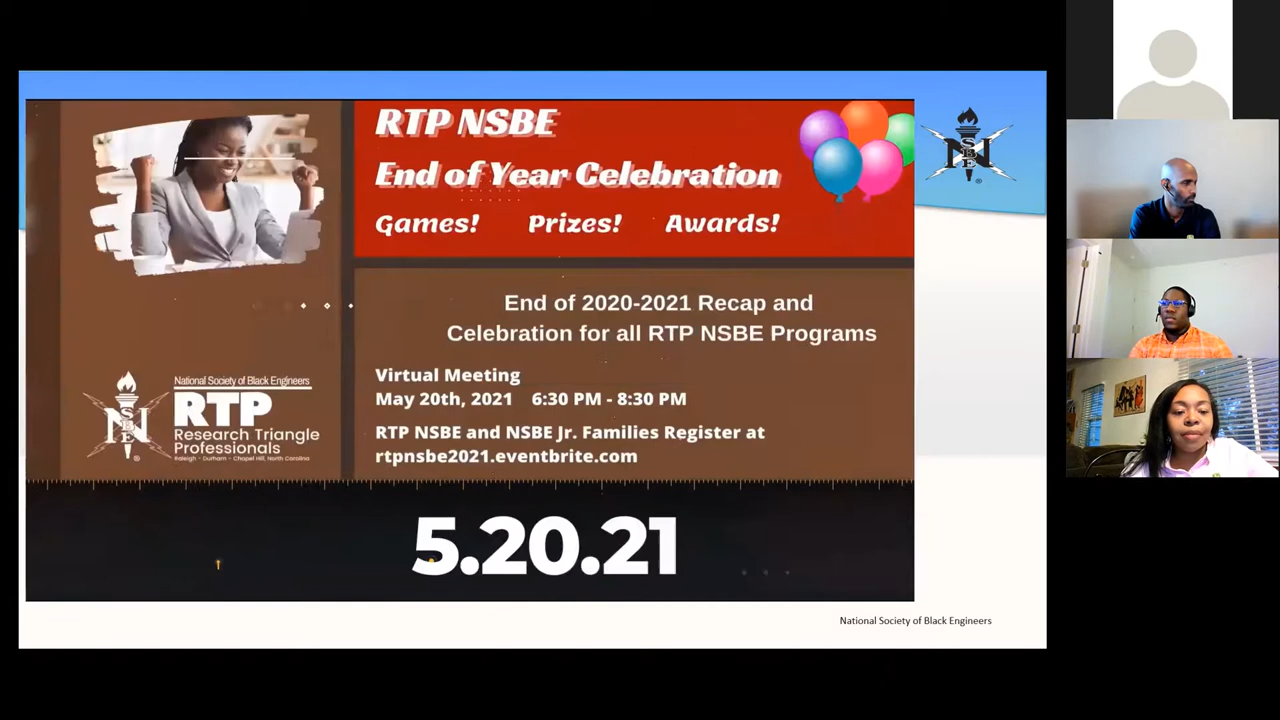 RTP NSBE
End of Year Celebration
Games! Prizes! Awards!
End of 2020-2021 Recap and
Celebration for all RTP NSBE Programs
Virtual Meeting
May 20th, 2021 6:30 PM - 8:30 PM
RTP NSBE and NSBE Jr. Families Register at
rtpnsbe2021.eventbrite.com
National Society of Black Engineers
RTP
Research Triangle
Professionals
Raleigh - Durham - Chapel Hill, North Carolina
NSBE
5.20.21
NSBE
National Society of Black Engineers